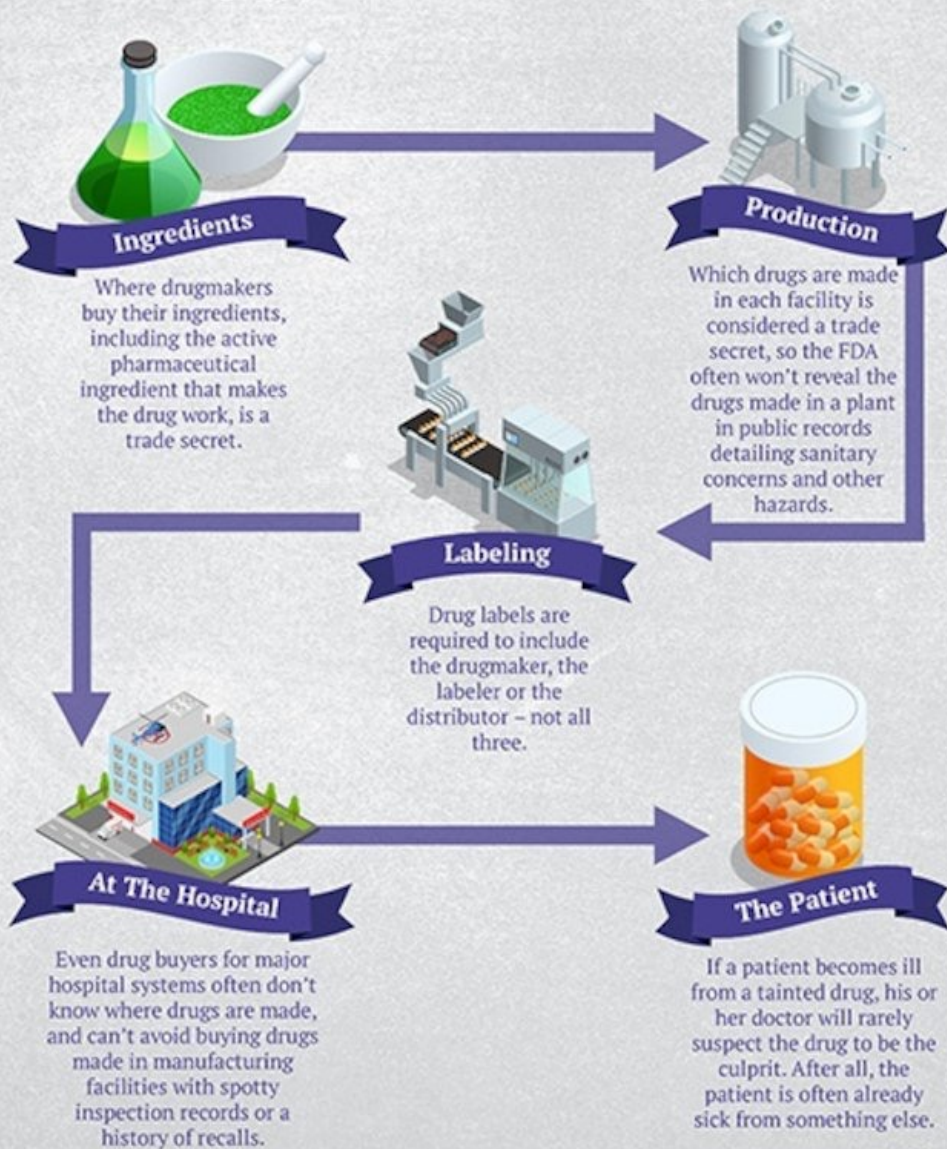 Ingredients
Where drugmakers
buy their ingredients,
including the active
pharmaceutical
ingredient that makes
the drug work, is a
trade secret.
Production
Which drugs are made
in each facility is
considered a trade
secret, so the FDA
often won’t reveal the
drugs made in a plant
in public records
detailing sanitary
concerns and other
hazards.
Labeling
Drug labels are
required to include
the drugmaker, the
labeler or the
distributor – not all
three.
At The Hospital
Even drug buyers for major
hospital systems often don’t
know where drugs are made,
and can’t avoid buying drugs
made in manufacturing
facilities with spotty
inspection records or a
history of recalls.
The Patient
If a patient becomes ill
from a tainted drug, his or
her doctor will rarely
suspect the drug to be the
culprit. After all, the
patient is often already
sick from something else.